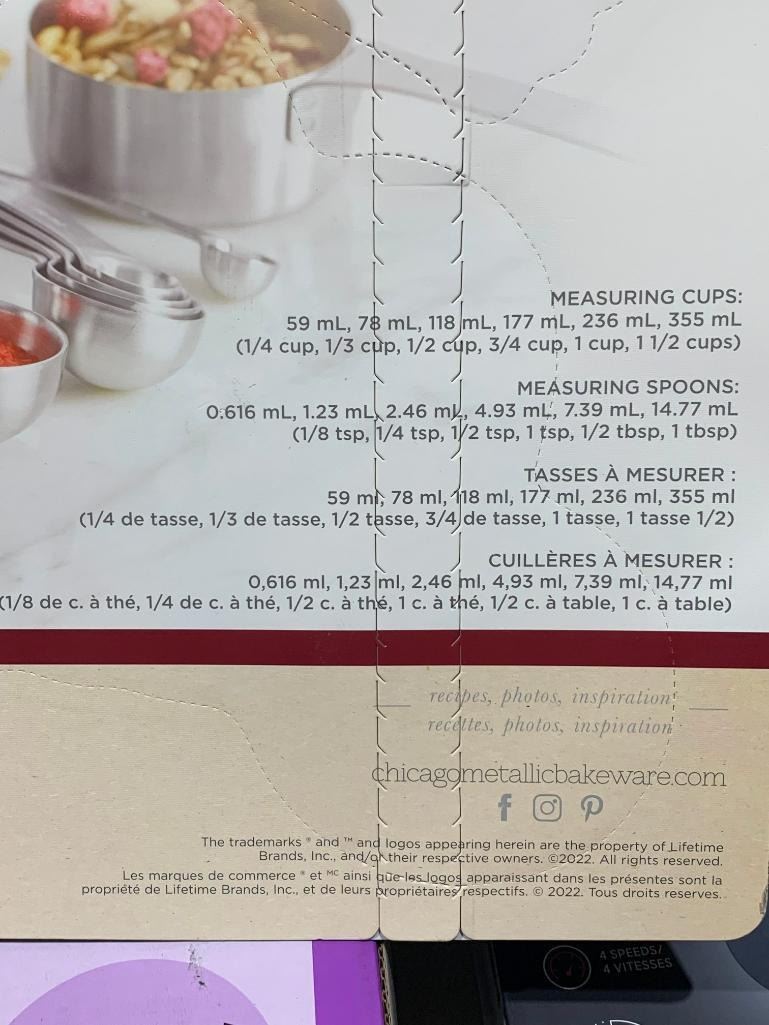 MEASURING CUPS:
59 mL, 78 mL, 118 mL, 177 mL, 236 mL, 355 mL
(1/4 cup, 1/3 cup, 1/2 cup, 3/4 cup, 1 cup, 1 1/2 cups)
MEASURING SPOONS:
0.616 mL, 1.23 mL, 2.46 mL, 4.93 mL, 7.39 mL, 14.77 mL
(1/8 tsp, 1/4 tsp, 1/2 tsp, 1 tsp, 1/2 tbsp, 1 tbsp)
TASSES À MESURER :
59 ml, 78 ml, 118 ml, 177 ml, 236 ml, 355 ml
(1/4 de tasse, 1/3 de tasse, 1/2 tasse, 3/4 de tasse, 1 tasse, 1 tasse 1/2)
CUILLÈRES À MESURER :
0,616 ml, 1,23 ml, 2,46 ml, 4,93 ml, 7,39 ml, 14,77 ml
(1/8 de c. à thé, 1/4 de c. à thé, 1/2 c. à thé, 1 c. à thé, 1/2 c. à table, 1 c. à table)
recipes, photos, inspiration
recettes, photos, inspiration
chicagometallicbakeware.com
The trademarks ® and ™ and logos appearing herein are the property of Lifetime
Brands, Inc., and/or their respective owners. ©2022. All rights reserved.
Les marques de commerce ® et MC ainsi que les logos apparaissant dans les présentes sont la
propriété de Lifetime Brands, Inc., et de leurs propriétaires respectifs. © 2022. Tous droits reserves.
4 SPEEDS/
4 VITESSES